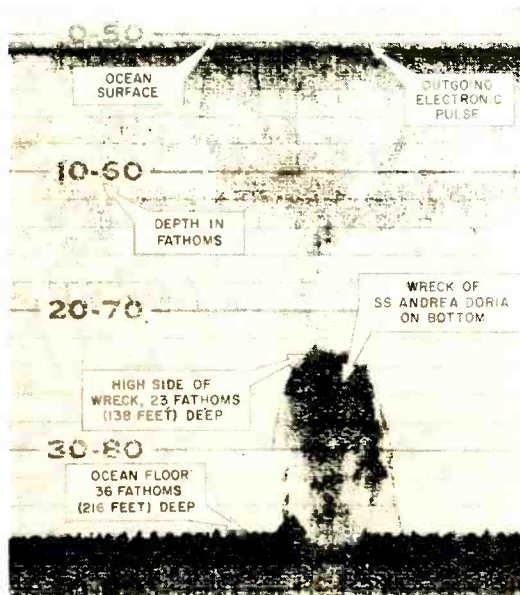 0-50
OCEAN
SURFACE
OUTGOING
ELECTRONIC
PULSE
10-60
DEPTH IN
FATHOMS
20-70
WRECK OF
SS ANDREA DORIA
ON BOTTOM
HIGH SIDE OF
WRECK, 23 FATHOMS
(138 FEET) DEEP
30-80
OCEAN FLOOR
36 FATHOMS
(216 FEET) DEEP